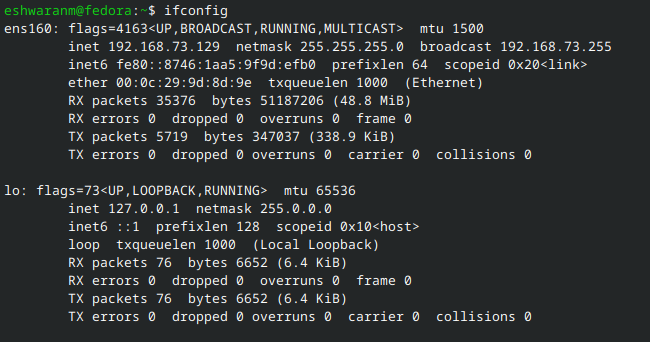 eshwaranm@fedora:~$ ifconfig
ens160: flags=4163<UP,BROADCAST,RUNNING,MULTICAST>  mtu 1500
        inet 192.168.73.129  netmask 255.255.255.0  broadcast 192.168.73.255
        inet6 fe80::8746:1aa5:9f9d:efb0  prefixlen 64  scopeid 0x20<link>
        ether 00:0c:29:9d:8d:9e  txqueuelen 1000  (Ethernet)
        RX packets 35376  bytes 51187206 (48.8 MiB)
        RX errors 0  dropped 0  overruns 0  frame 0
        TX packets 5719  bytes 347037 (338.9 KiB)
        TX errors 0  dropped 0 overruns 0  carrier 0  collisions 0

lo: flags=73<UP,LOOPBACK,RUNNING>  mtu 65536
        inet 127.0.0.1  netmask 255.0.0.0
        inet6 ::1  prefixlen 128  scopeid 0x10<host>
        loop  txqueuelen 1000  (Local Loopback)
        RX packets 76  bytes 6652 (6.4 KiB)
        RX errors 0  dropped 0  overruns 0  frame 0
        TX packets 76  bytes 6652 (6.4 KiB)
        TX errors 0  dropped 0 overruns 0  carrier 0  collisions 0